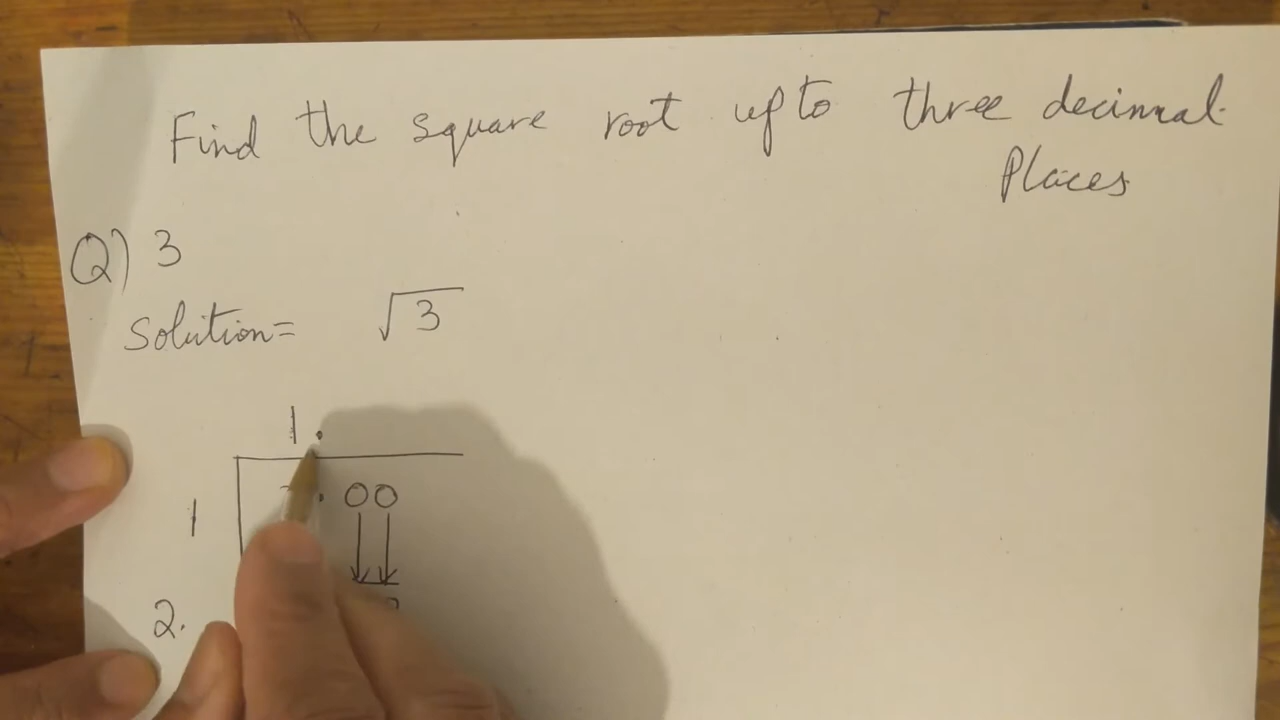 Find the square root upto three decimal.
Places
Q) 3
Solution= √3
1.
1 . 00
2.